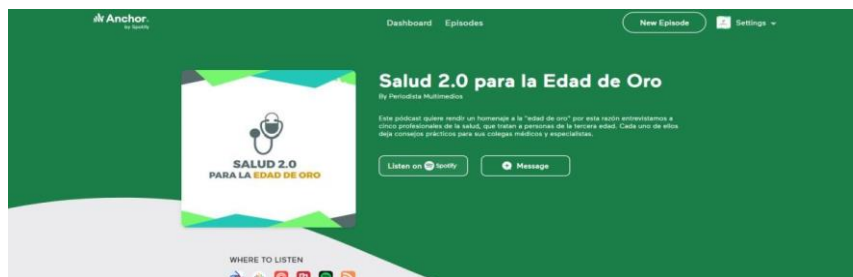 Anchor.
by Spotify
Dashboard Episodes
New Episode
Settings
Salud 2.0 para la Edad de Oro
By Periodista Multimedios
Este pódcast quiere rendir un homenaje a la "edad de oro" por esta razón entrevistamos a
cinco profesionales de la salud, que tratan a personas de la tercera edad. Cada uno de ellos
deja consejos prácticos para sus colegas médicos y especialistas.
Listen on Spotify
Message
SALUD 2.0
PARA LA EDAD DE ORO
WHERE TO LISTEN